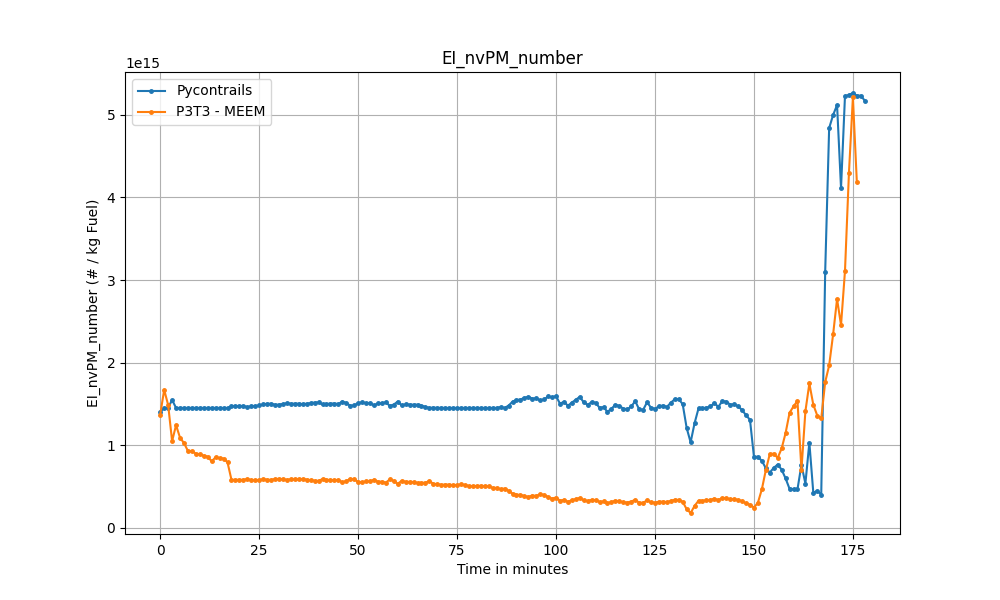 EI_nvPM_number
1e15
Pycontrails
P3T3 - MEEM
EI_nvPM_number (# / kg Fuel)
5
4
3
2
1
0
0 25 50 75 100 125 150 175
Time in minutes